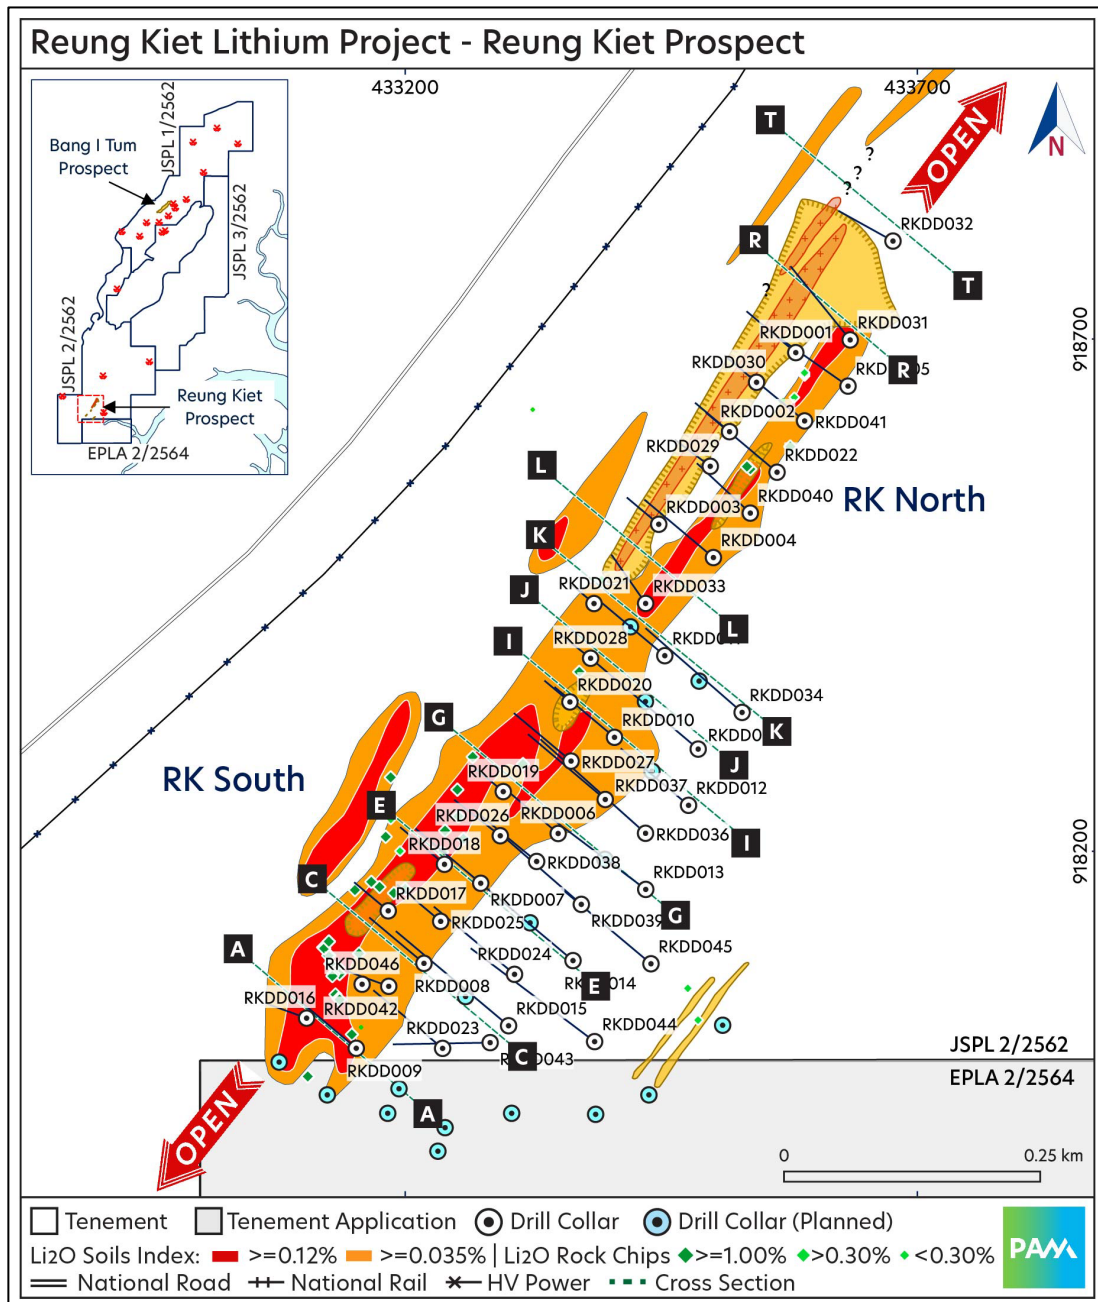 Reung Kiet Lithium Project - Reung Kiet Prospect
433200
433700
Bang I Tum
Prospect
JSPL 1/2562
JSPL 3/2562
JSPL 2/2562
Reung Kiet
Prospect
EPLA 2/2564
OPEN
N
T
?
?
RKDD032
R
T
?
RKDD031
RKDD001
918700
RKDD030
R
RKDD002
RKDD041
L
RKDD029
RKDD022
RK North
RKDD040
RKDD003
K
RKDD004
J
RKDD021
RKDD033
I
L
RKDD028
RKDD020
RKDD034
G
RKDD010
K
RKDD027
J
RK South
RKDD019
RKDD037
RKDD012
E
RKDD026
RKDD006
RKDD036
I
RKDD018
RKDD038
918200
C
RKDD013
RKDD017
RKDD007
G
RKDD025
RKDD039
A
RKDD045
RKDD046
RKDD024
E
RKDD008
RKDD016
RKDD042
RKDD015
RKDD044
RKDD023
C
JSPL 2/2562
RKDD009
EPLA 2/2564
OPEN
A
0
0.25 km
Tenement
Tenement Application
Drill Collar
Drill Collar (Planned)
Li2O Soils Index: >=0.12% >=0.035% | Li2O Rock Chips >=1.00% >0.30% <0.30%
National Road
National Rail
HV Power
Cross Section
PAM